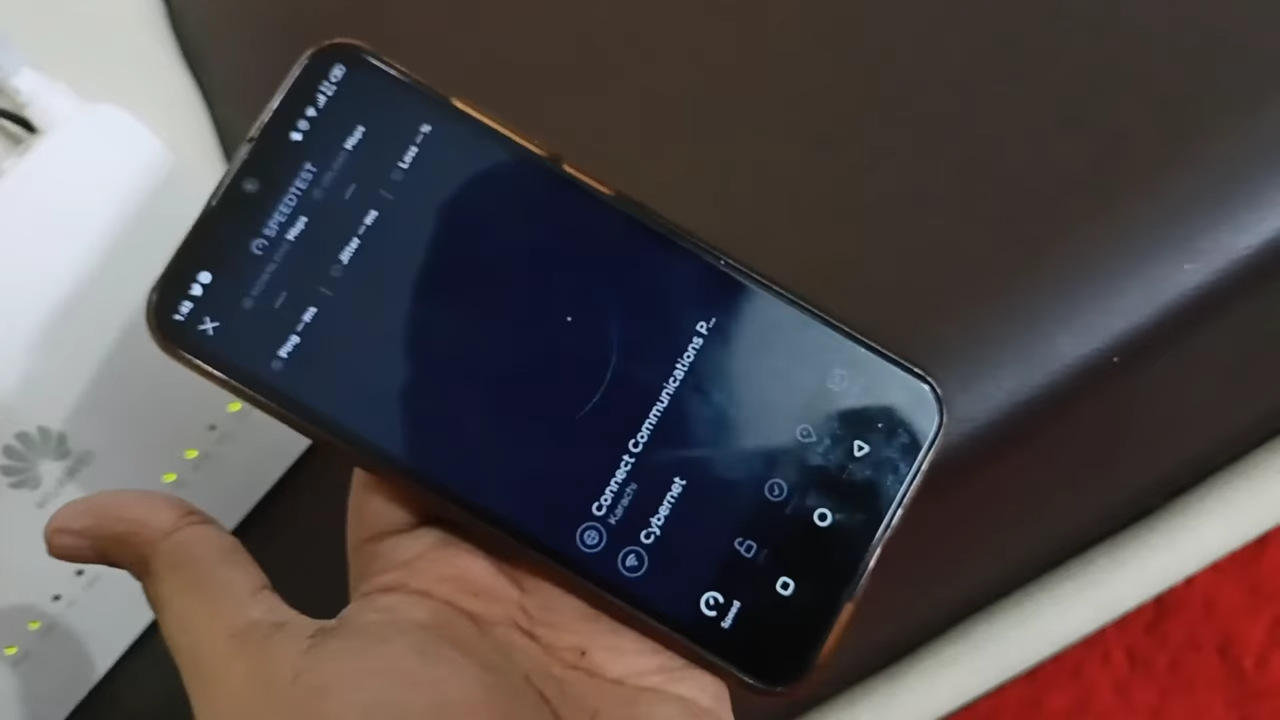 SPEEDTEST
Mbps
Mbps
Ping — ms
Jitter — ms
Loss — %
Connect Communications P...
Karachi
Cybernet
Speed